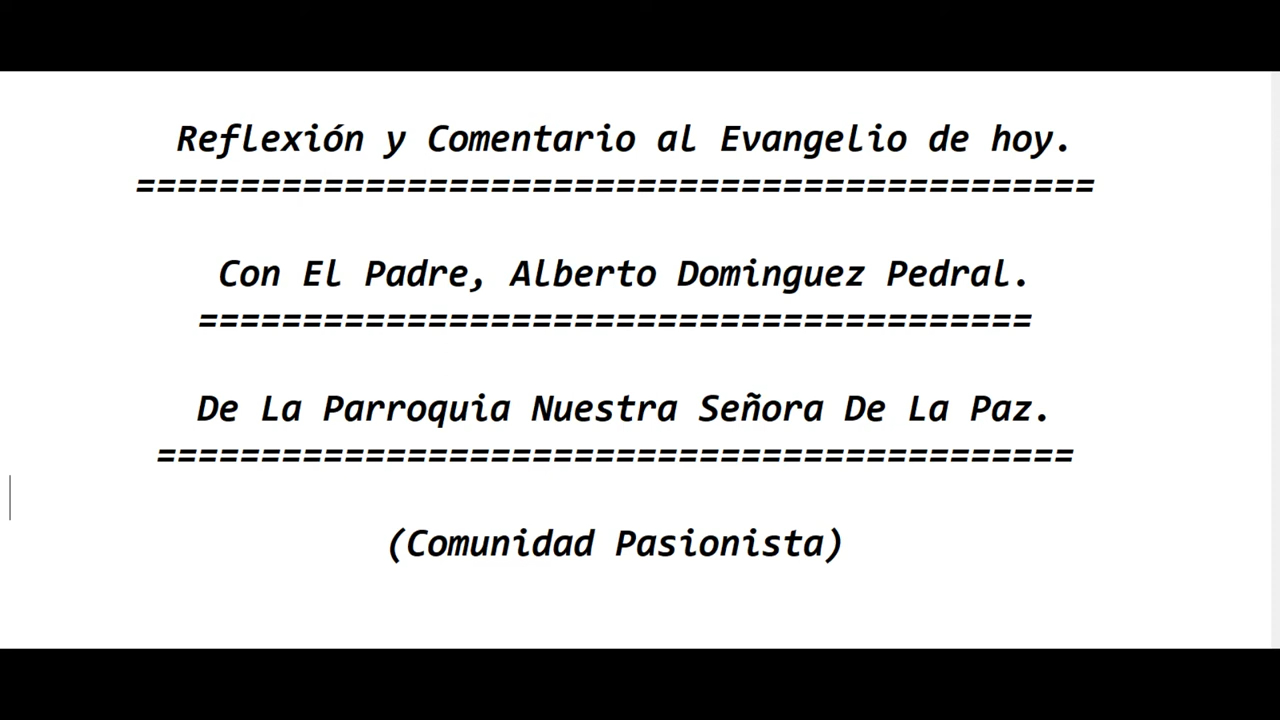 Reflexión y Comentario al Evangelio de hoy.
==============================================
Con El Padre, Alberto Dominguez Pedral.
========================================
De La Parroquia Nuestra Señora De La Paz.
============================================
(Comunidad Pasionista)